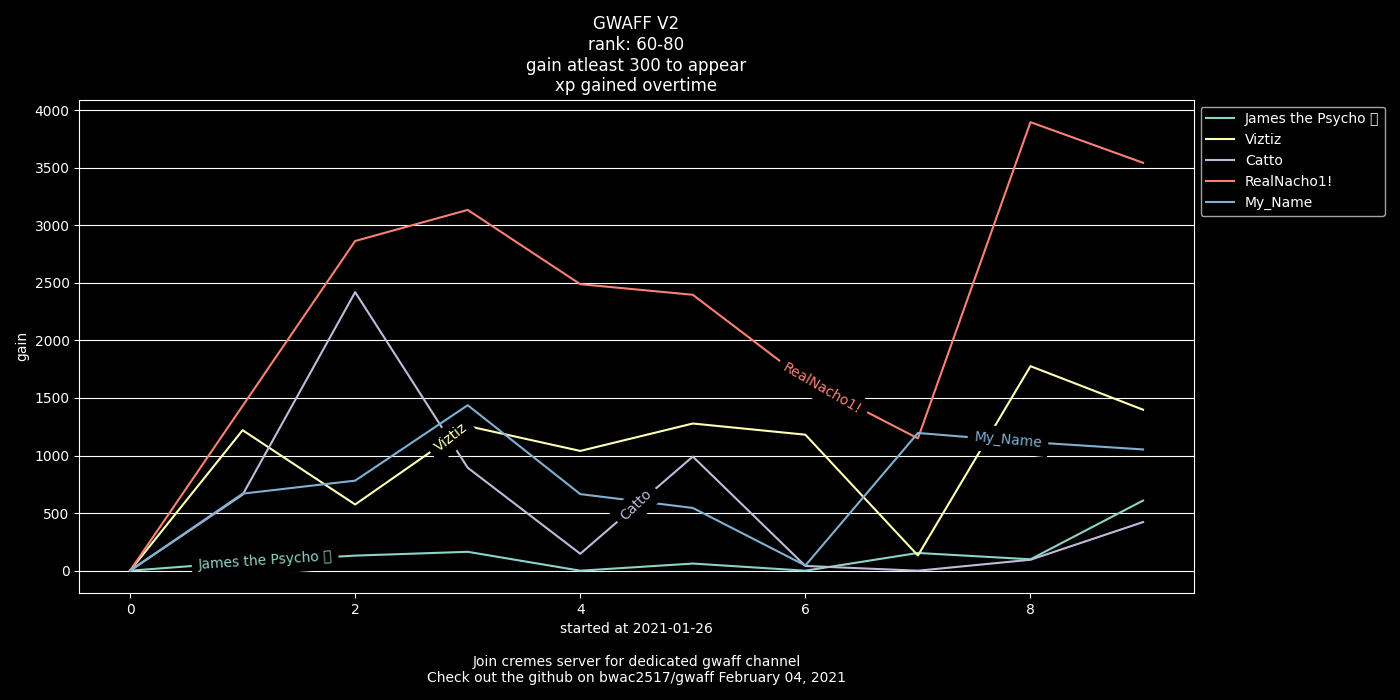 GWAFF V2
rank: 60-80
gain atleast 300 to appear
xp gained overtime
4000
3500
3000
2500
2000
1500
1000
500
0
gain
James the Psycho
Viztiz
Catto
RealNacho1!
My_Name
James the Psycho
Viztiz
Catto
RealNacho1!
My_Name
0
2
4
6
8
started at 2021-01-26
Join cremes server for dedicated gwaff channel
Check out the github on bwac2517/gwaff February 04, 2021